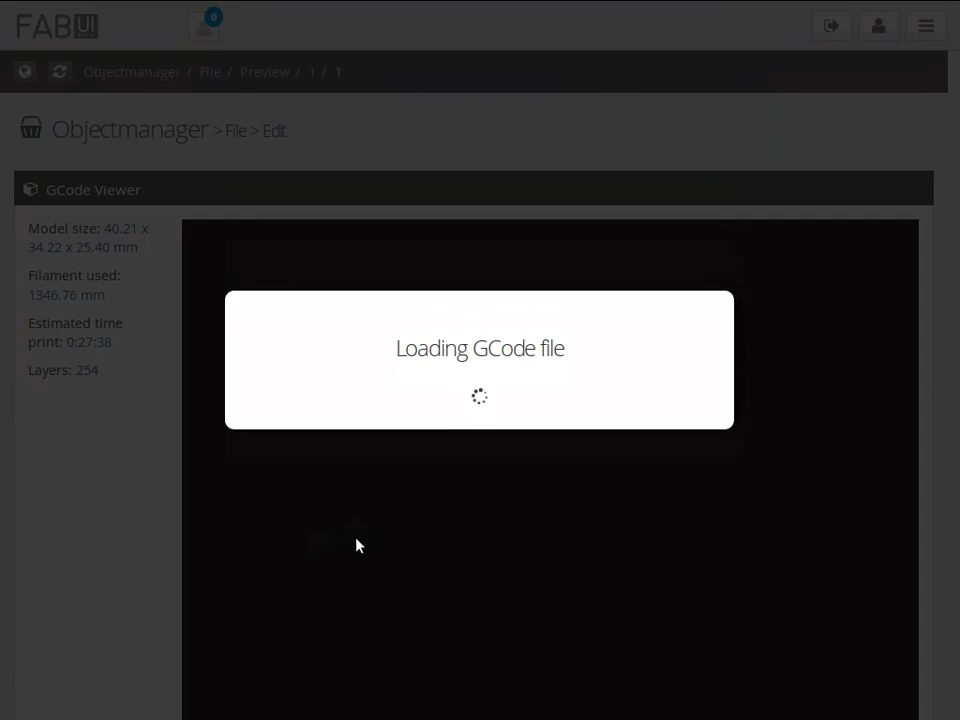 FABUI
0
Objectmanager / File / Preview / 1 / 1
Objectmanager > File > Edit
GCode Viewer
Model size: 40.21 x
34.22 x 25.40 mm
Filament used:
1346.76 mm
Estimated time
print: 0:27:38
Layers: 254
Loading GCode file